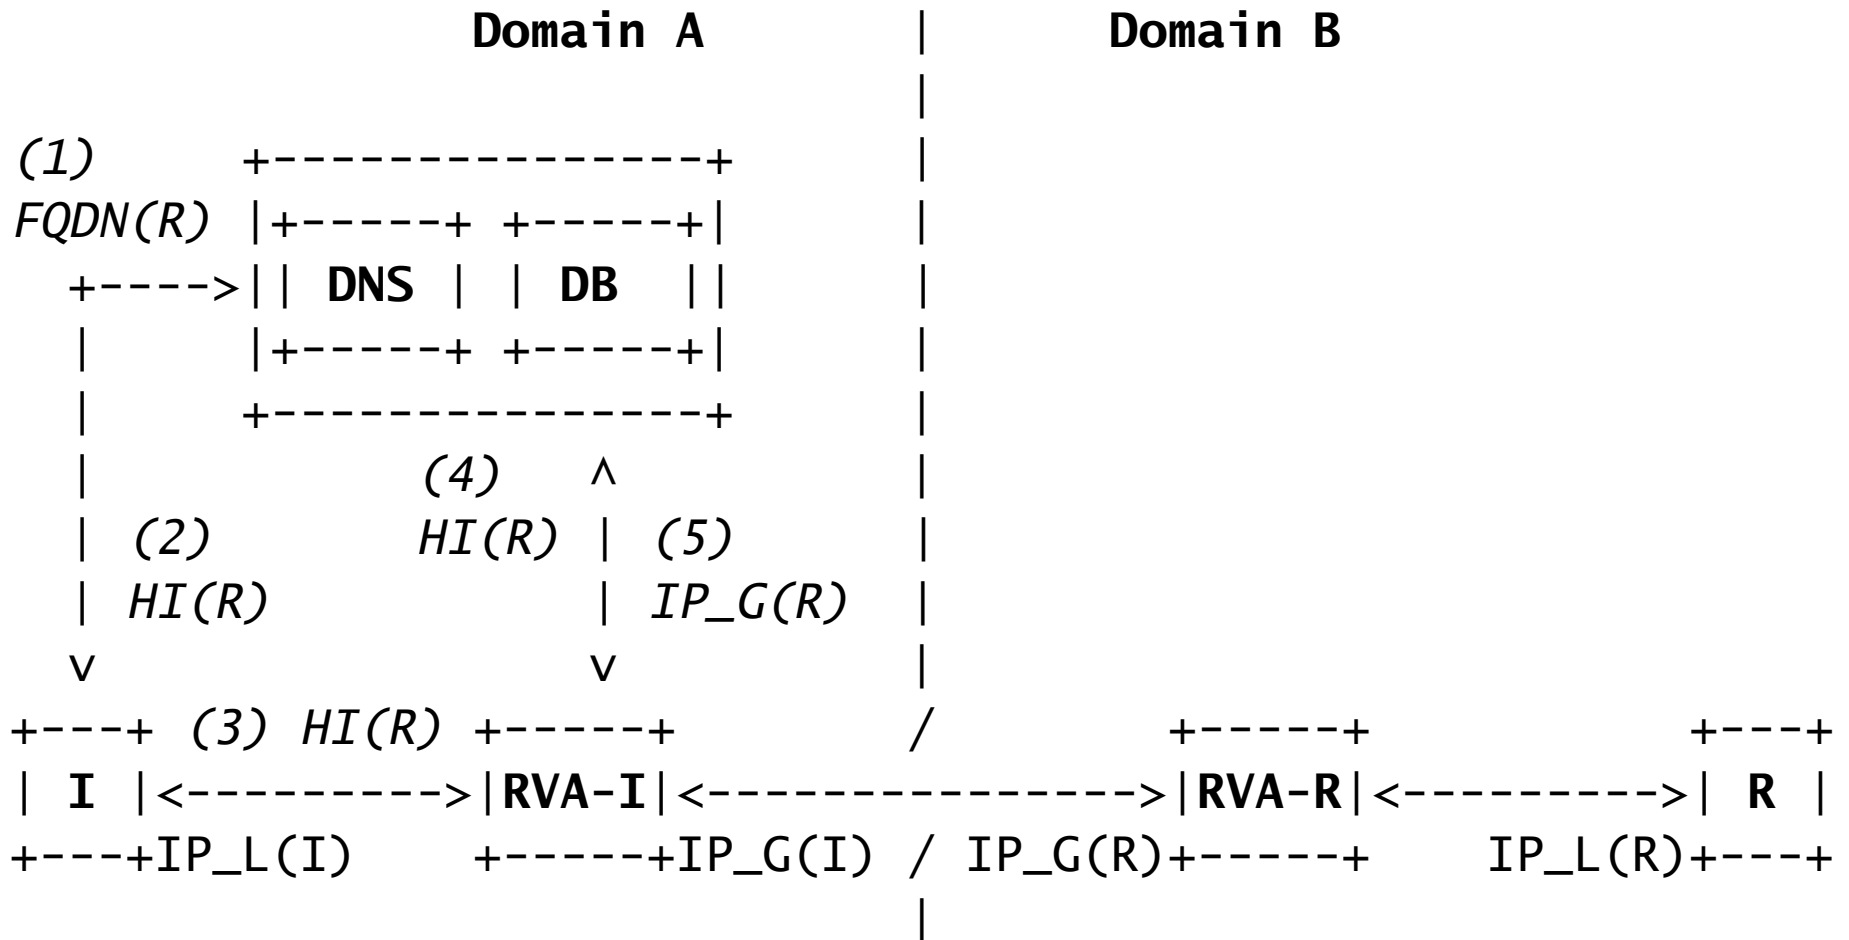 Domain A | Domain B
|
(1) +---------------+ |
FQDN(R) |+-----+ +-----+| |
+---->|| DNS | | DB || |
| |+-----+ +-----+| |
| +---------------+ |
| (4) ^ |
| (2) HI(R) | (5) |
| HI(R) | IP_G(R) |
v v |
+---+ (3) HI(R) +-----+ / +-----+ +---+
| I |<--------->|RVA-I|<--------------->|RVA-R|<--------->| R |
+---+IP_L(I) +-----+IP_G(I) / IP_G(R)+-----+ IP_L(R)+---+
|